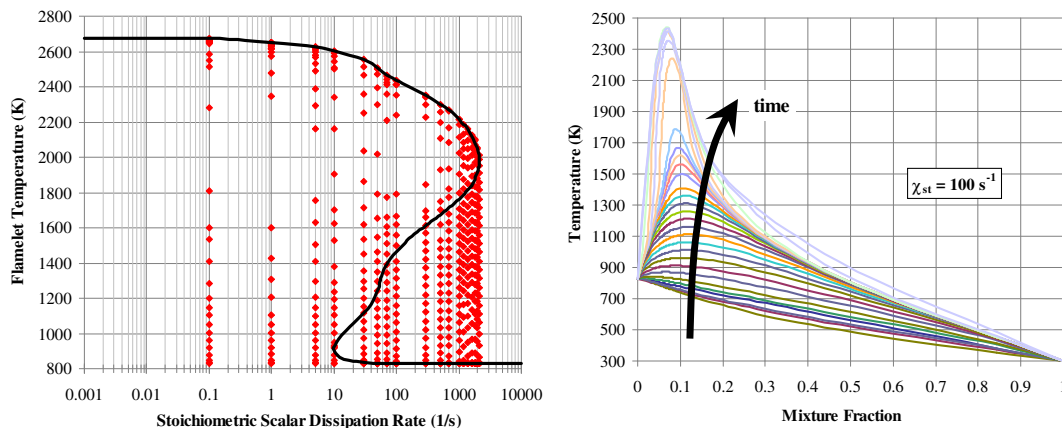 2800
2600
2400
2200
2000
1800
1600
1400
1200
1000
800
Flamelet Temperature (K)
0.001 0.01 0.1 1 10 100 1000 10000
Stoichiometric Scalar Dissipation Rate (1/s)
2500
2300
2100
1900
1700
1500
1300
1100
900
700
500
300
Temperature (K)
time
χst = 100 s⁻¹
0 0.1 0.2 0.3 0.4 0.5 0.6 0.7 0.8 0.9 1
Mixture Fraction